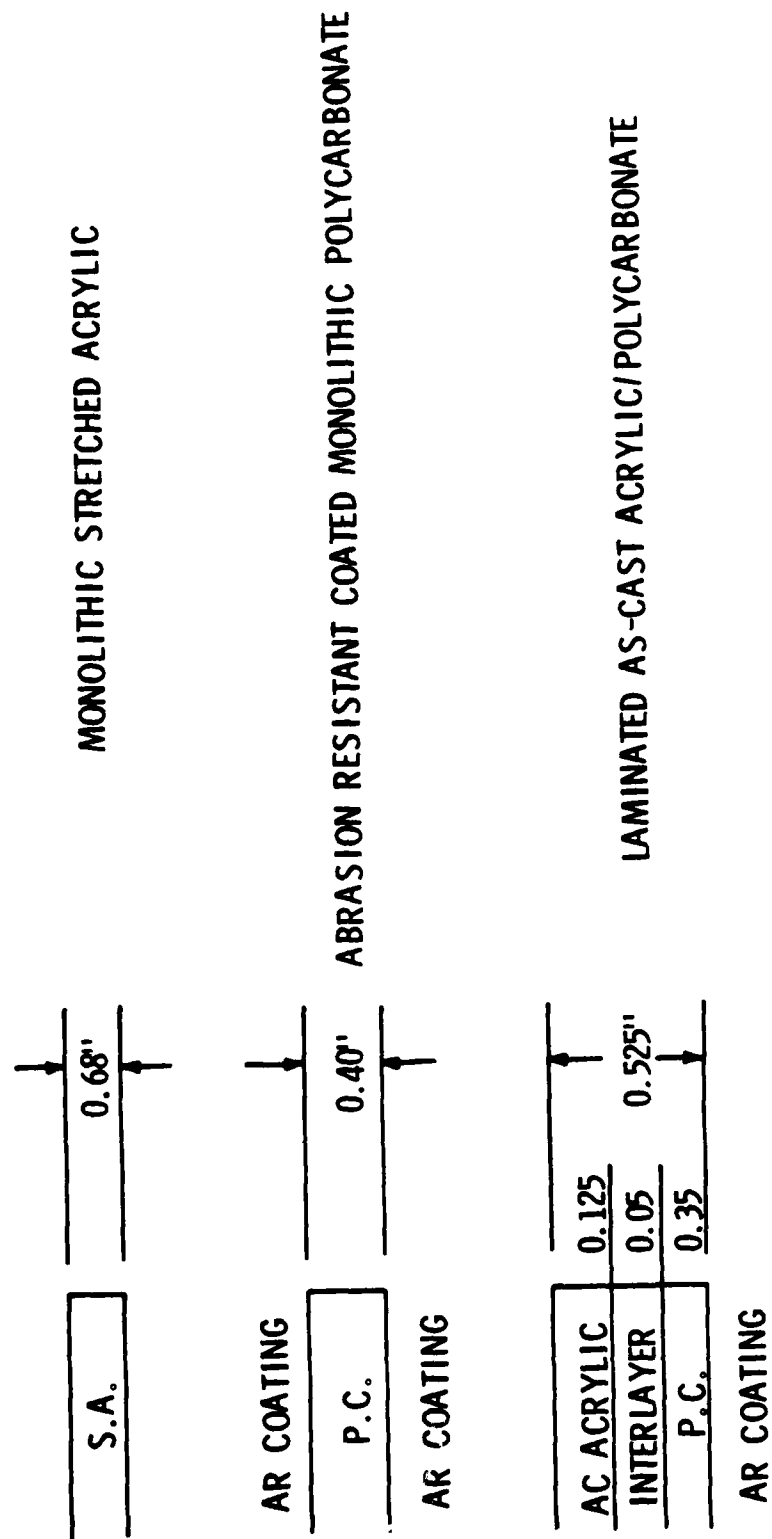 S.A.
0.68"
MONOLITHIC STRETCHED ACRYLIC
AR COATING
P.C.
AR COATING
0.40"
ABRASION RESISTANT COATED MONOLITHIC POLYCARBONATE
AC ACRYLIC 0.125
INTERLAYER 0.05
P.C. 0.35
AR COATING
0.525"
LAMINATED AS-CAST ACRYLIC/POLYCARBONATE